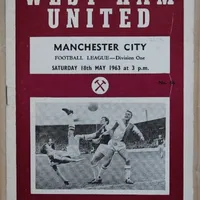 WEST HAM
UNITED
MANCHESTER CITY
FOOTBALL LEAGUE—Division One
SATURDAY 18th MAY 1963 at 3 p.m.